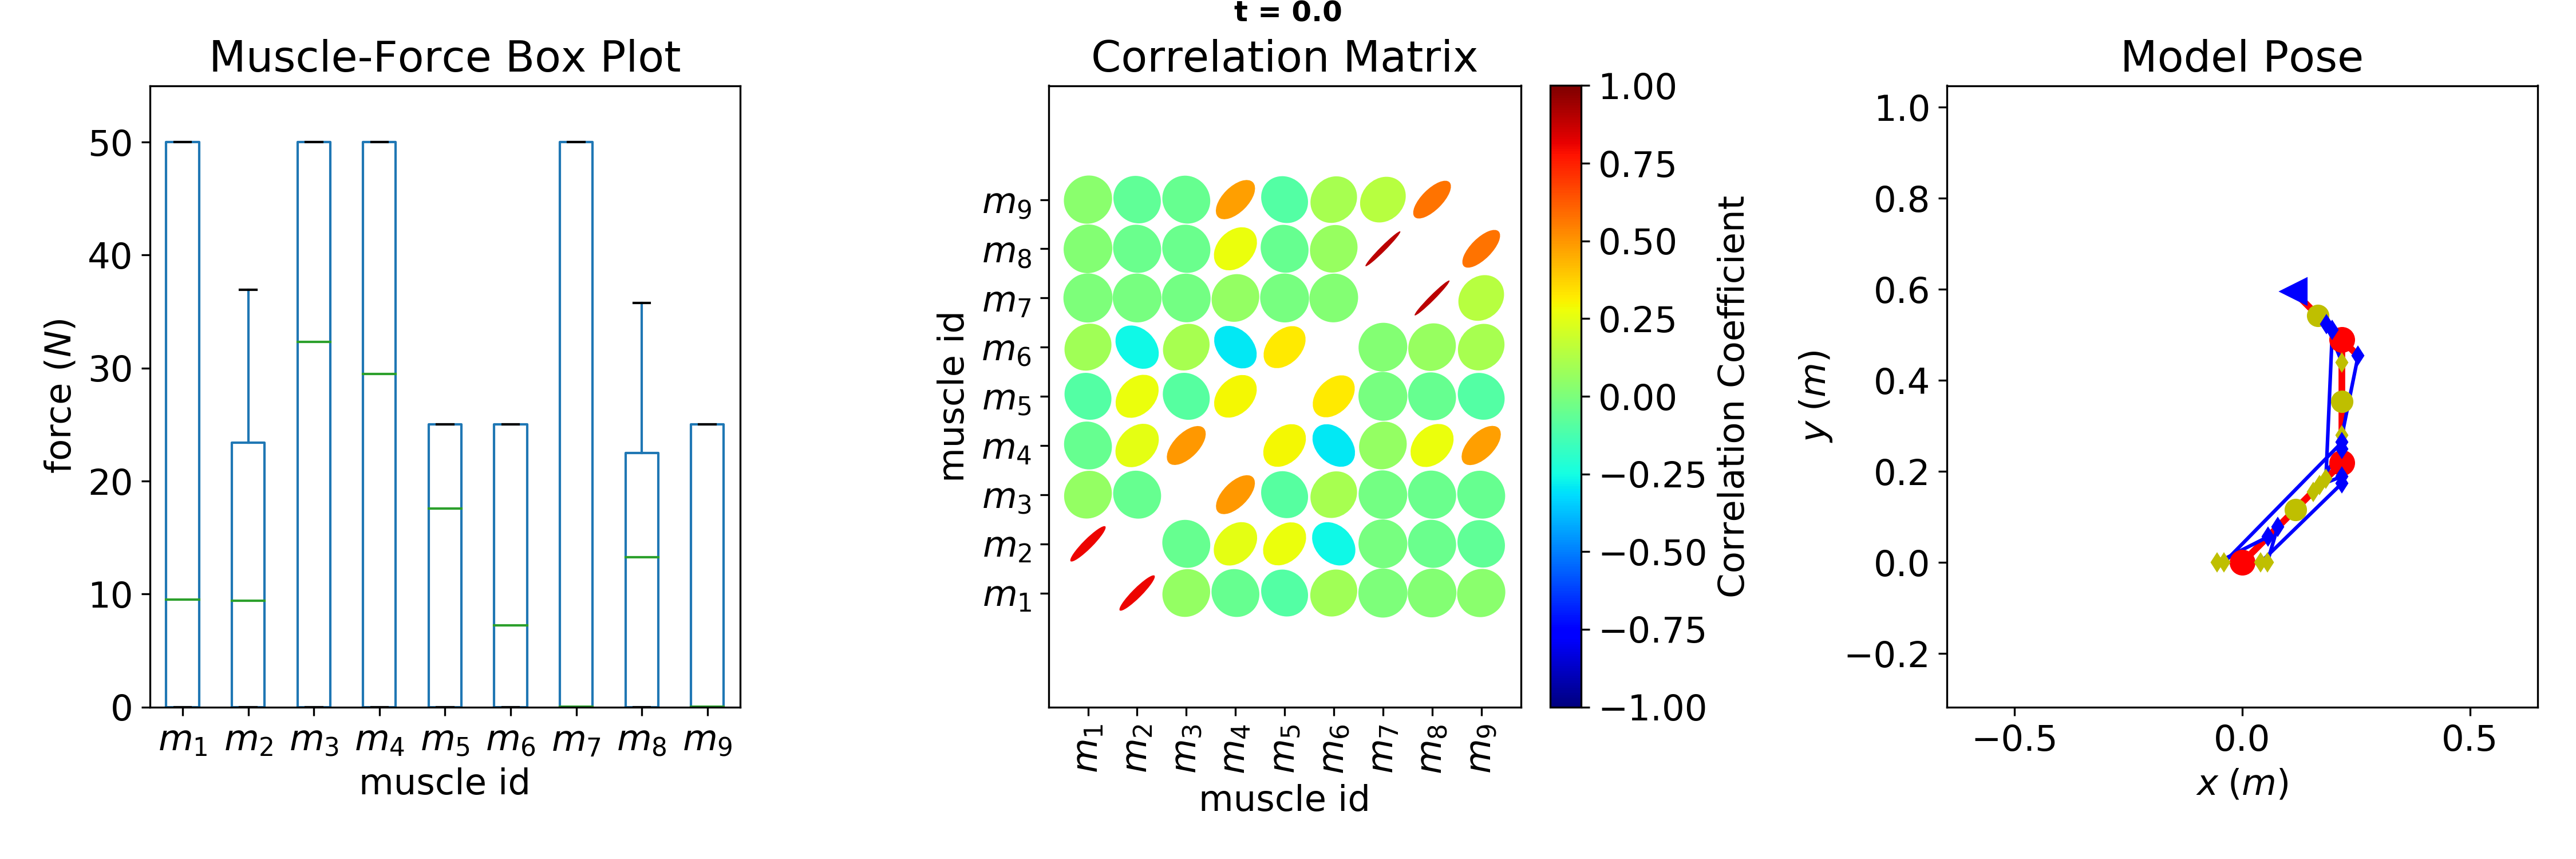 t = 0.0
Muscle-Force Box Plot
Correlation Matrix
Model Pose
force (N)
50
40
30
20
10
0
m₁ m₂ m₃ m₄ m₅ m₆ m₇ m₈ m₉
muscle id
muscle id
m₉
m₈
m₇
m₆
m₅
m₄
m₃
m₂
m₁
m₁ m₂ m₃ m₄ m₅ m₆ m₇ m₈ m₉
muscle id
1.00
0.75
0.50
0.25
0.00
−0.25
−0.50
−0.75
−1.00
Correlation Coefficient
y (m)
1.0
0.8
0.6
0.4
0.2
0.0
−0.2
−0.5 0.0 0.5
x (m)